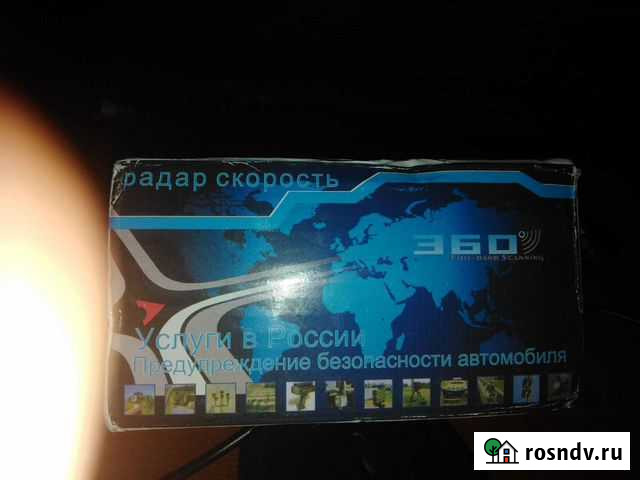 радар скорость
360°
Full-band Scanning
Услуги в России
Предупреждение безопасности автомобиля
rosndv.ru